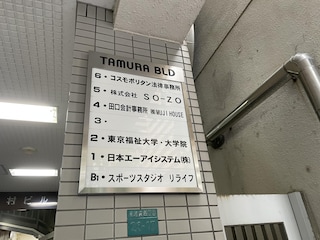 TAMURA BLD
6・コスモポリタン法律事務所
5・株式会社 SO-ZO
4・田口会計事務所
3・
2・東京福祉大学・大学院
1・日本エーアイシステム(株)
B1・スポーツスタジオ リライフ
村ビル